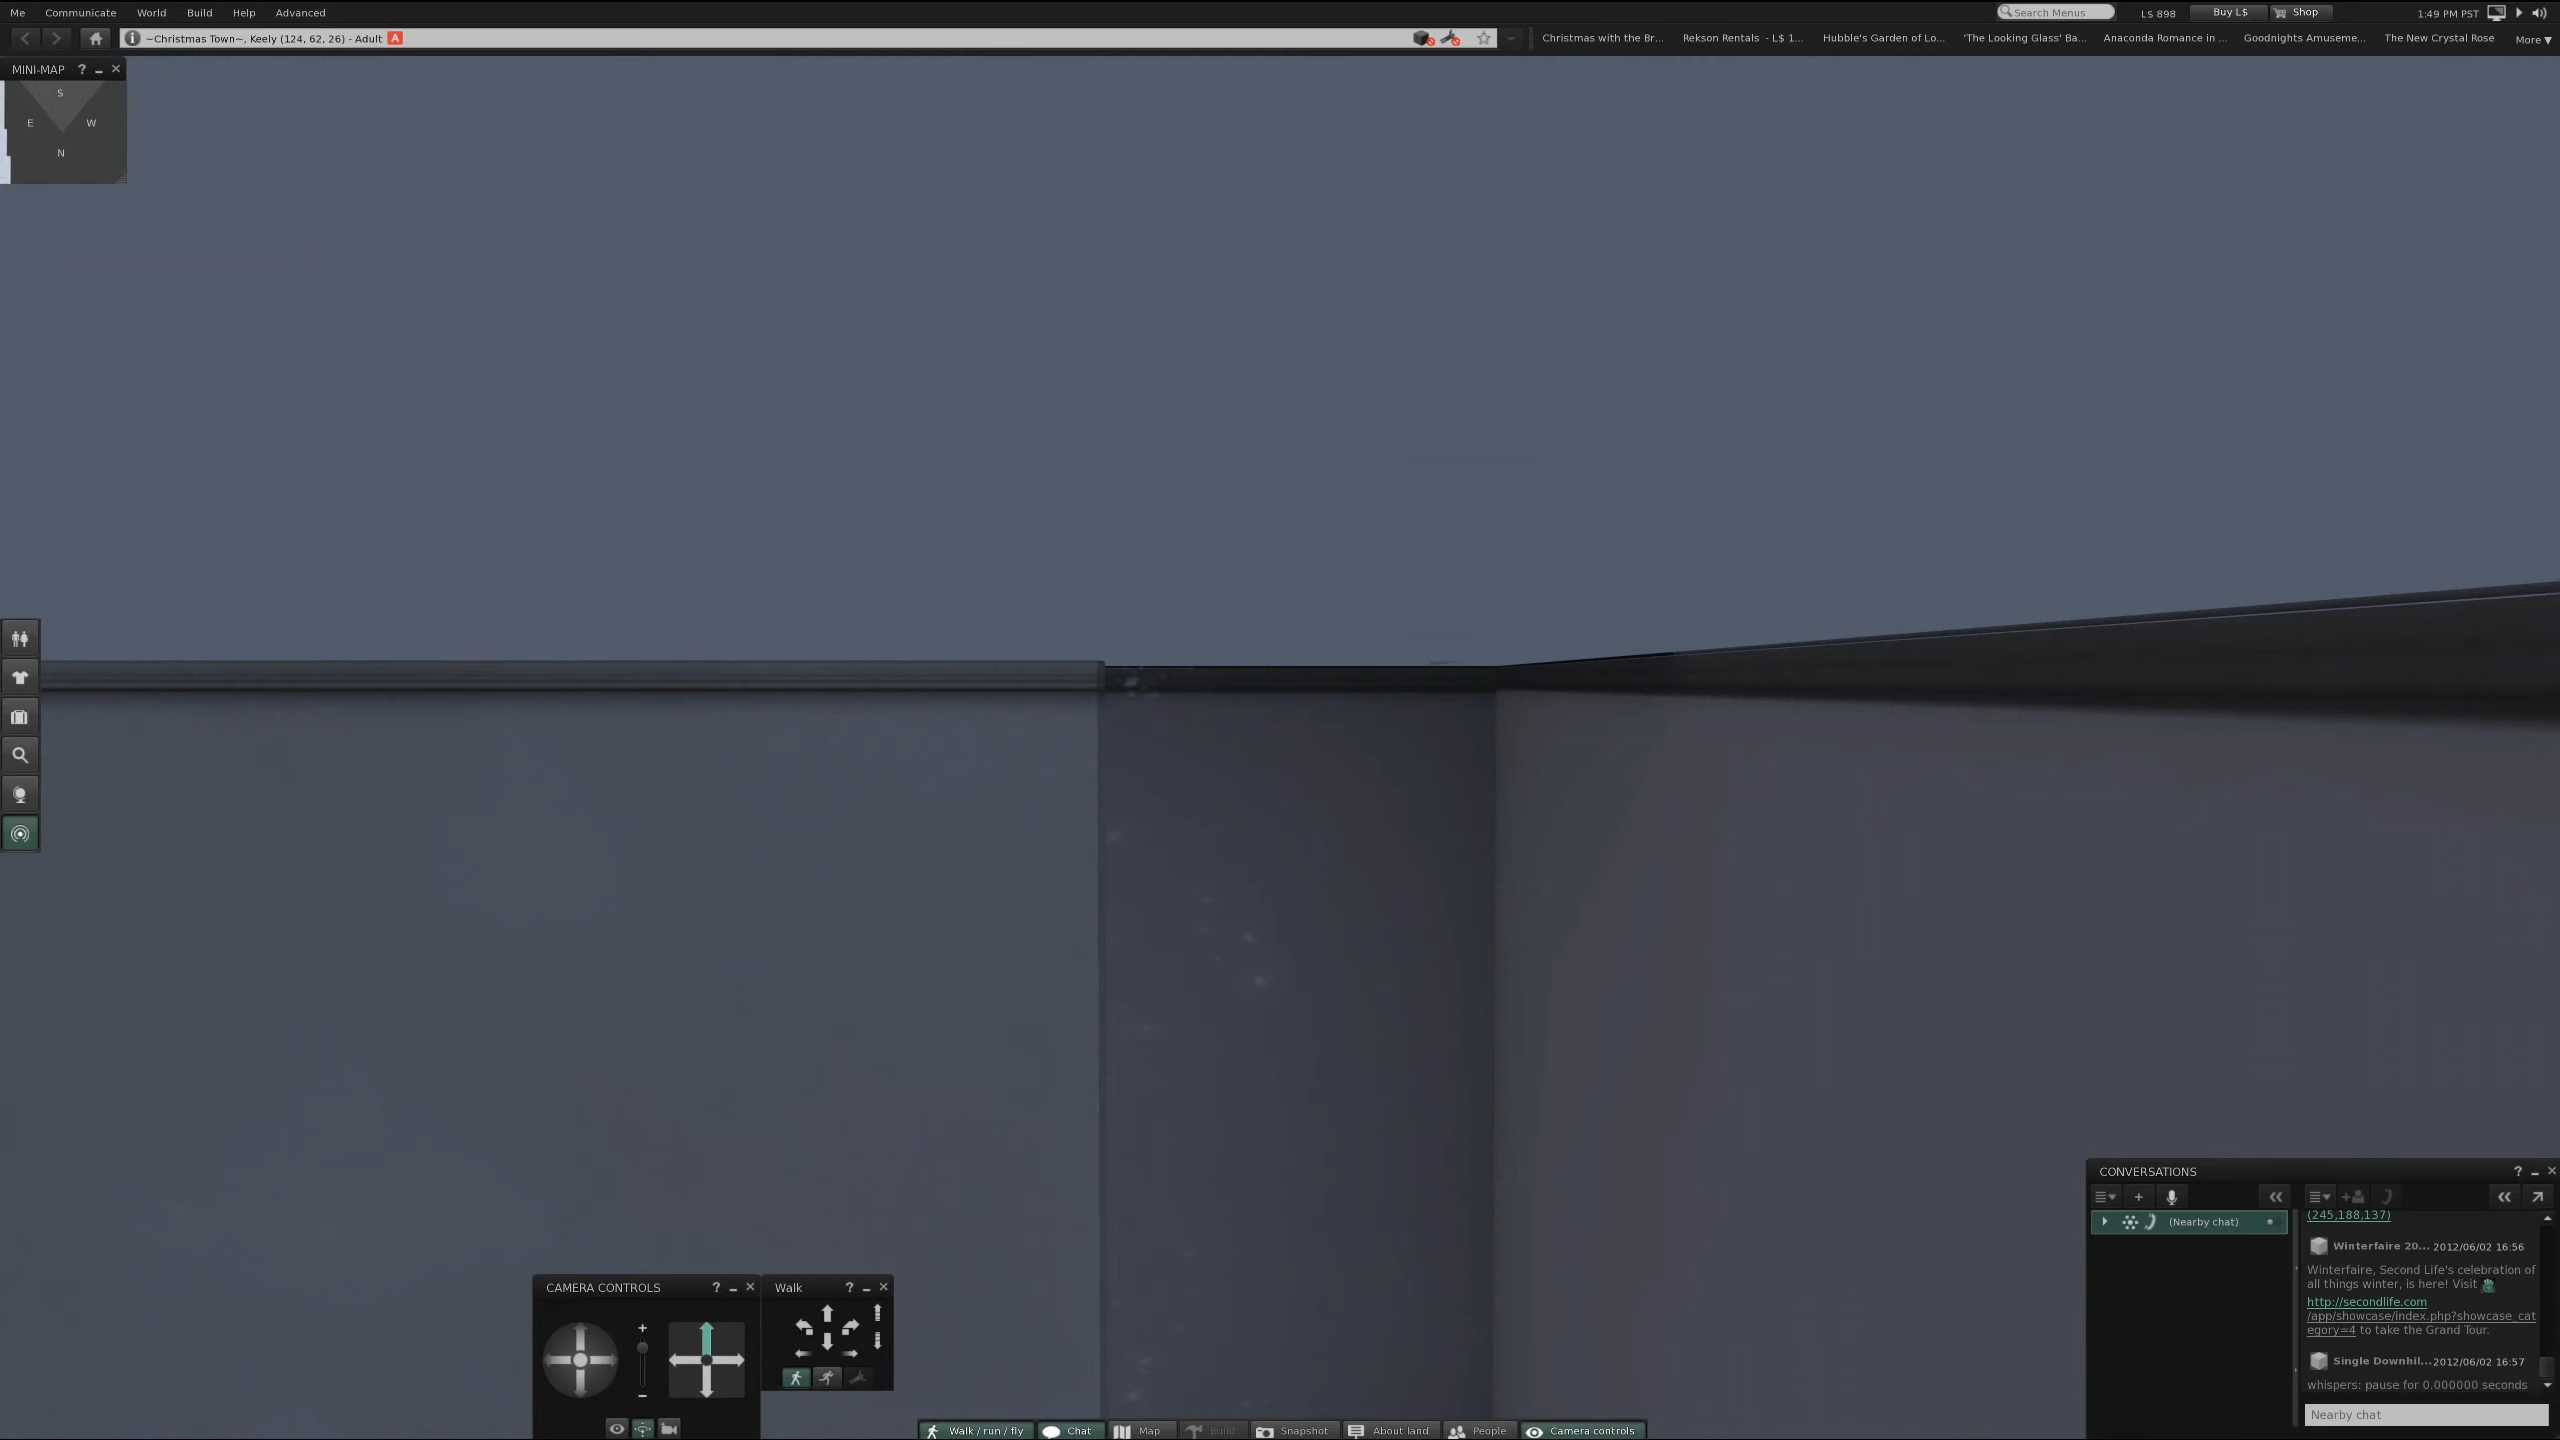 Me Communicate World Build Help Advanced
Search Menus L$ 898 Buy L$ Shop 1:49 PM PST
~Christmas Town~, Keely (124, 62, 26) - Adult A
Christmas with the Br... Rekson Rentals - L$ 1... Hubble's Garden of Lo... 'The Looking Glass' Ba... Anaconda Romance in ... Goodnights Amuseme... The New Crystal Rose More
MINI-MAP ?
S
E W
N
CONVERSATIONS ?
(Nearby chat)
(245,188,137)
Winterfaire 20... 2012/06/02 16:56
Winterfaire, Second Life's celebration of
all things winter, is here! Visit
http://secondlife.com
/app/showcase/index.php?showcase_cat
egory=4 to take the Grand Tour.
Single Downhil... 2012/06/02 16:57
whispers: pause for 0.000000 seconds
Nearby chat
CAMERA CONTROLS ?
Walk ?
Walk / run / fly Chat Map Build Snapshot About land People Camera controls